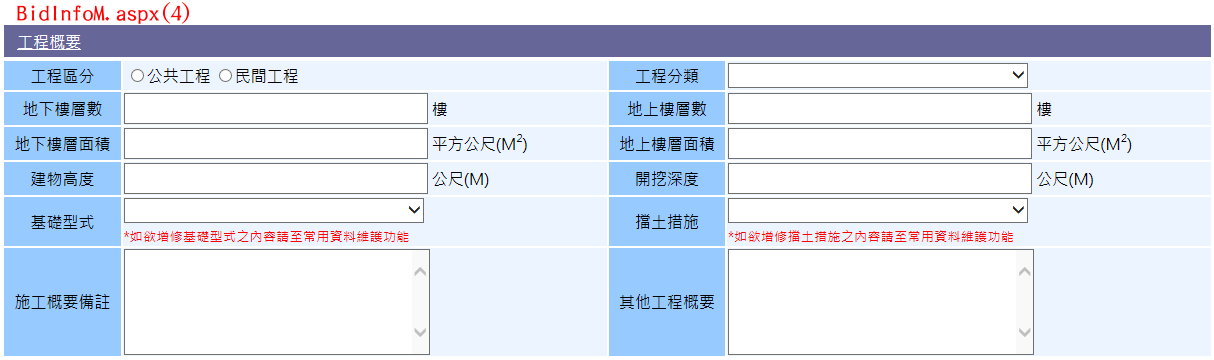 BidInfoM.aspx(4)
工程概要
工程區分 公共工程 民間工程 工程分類
地下樓層數 樓 地上樓層數 樓
地下樓層面積 平方公尺(M²) 地上樓層面積 平方公尺(M²)
建物高度 公尺(M) 開挖深度 公尺(M)
基礎型式 擋土措施
*如欲增修基礎型式之內容請至常用資料維護功能 *如欲增修擋土措施之內容請至常用資料維護功能
施工概要備註 其他工程概要